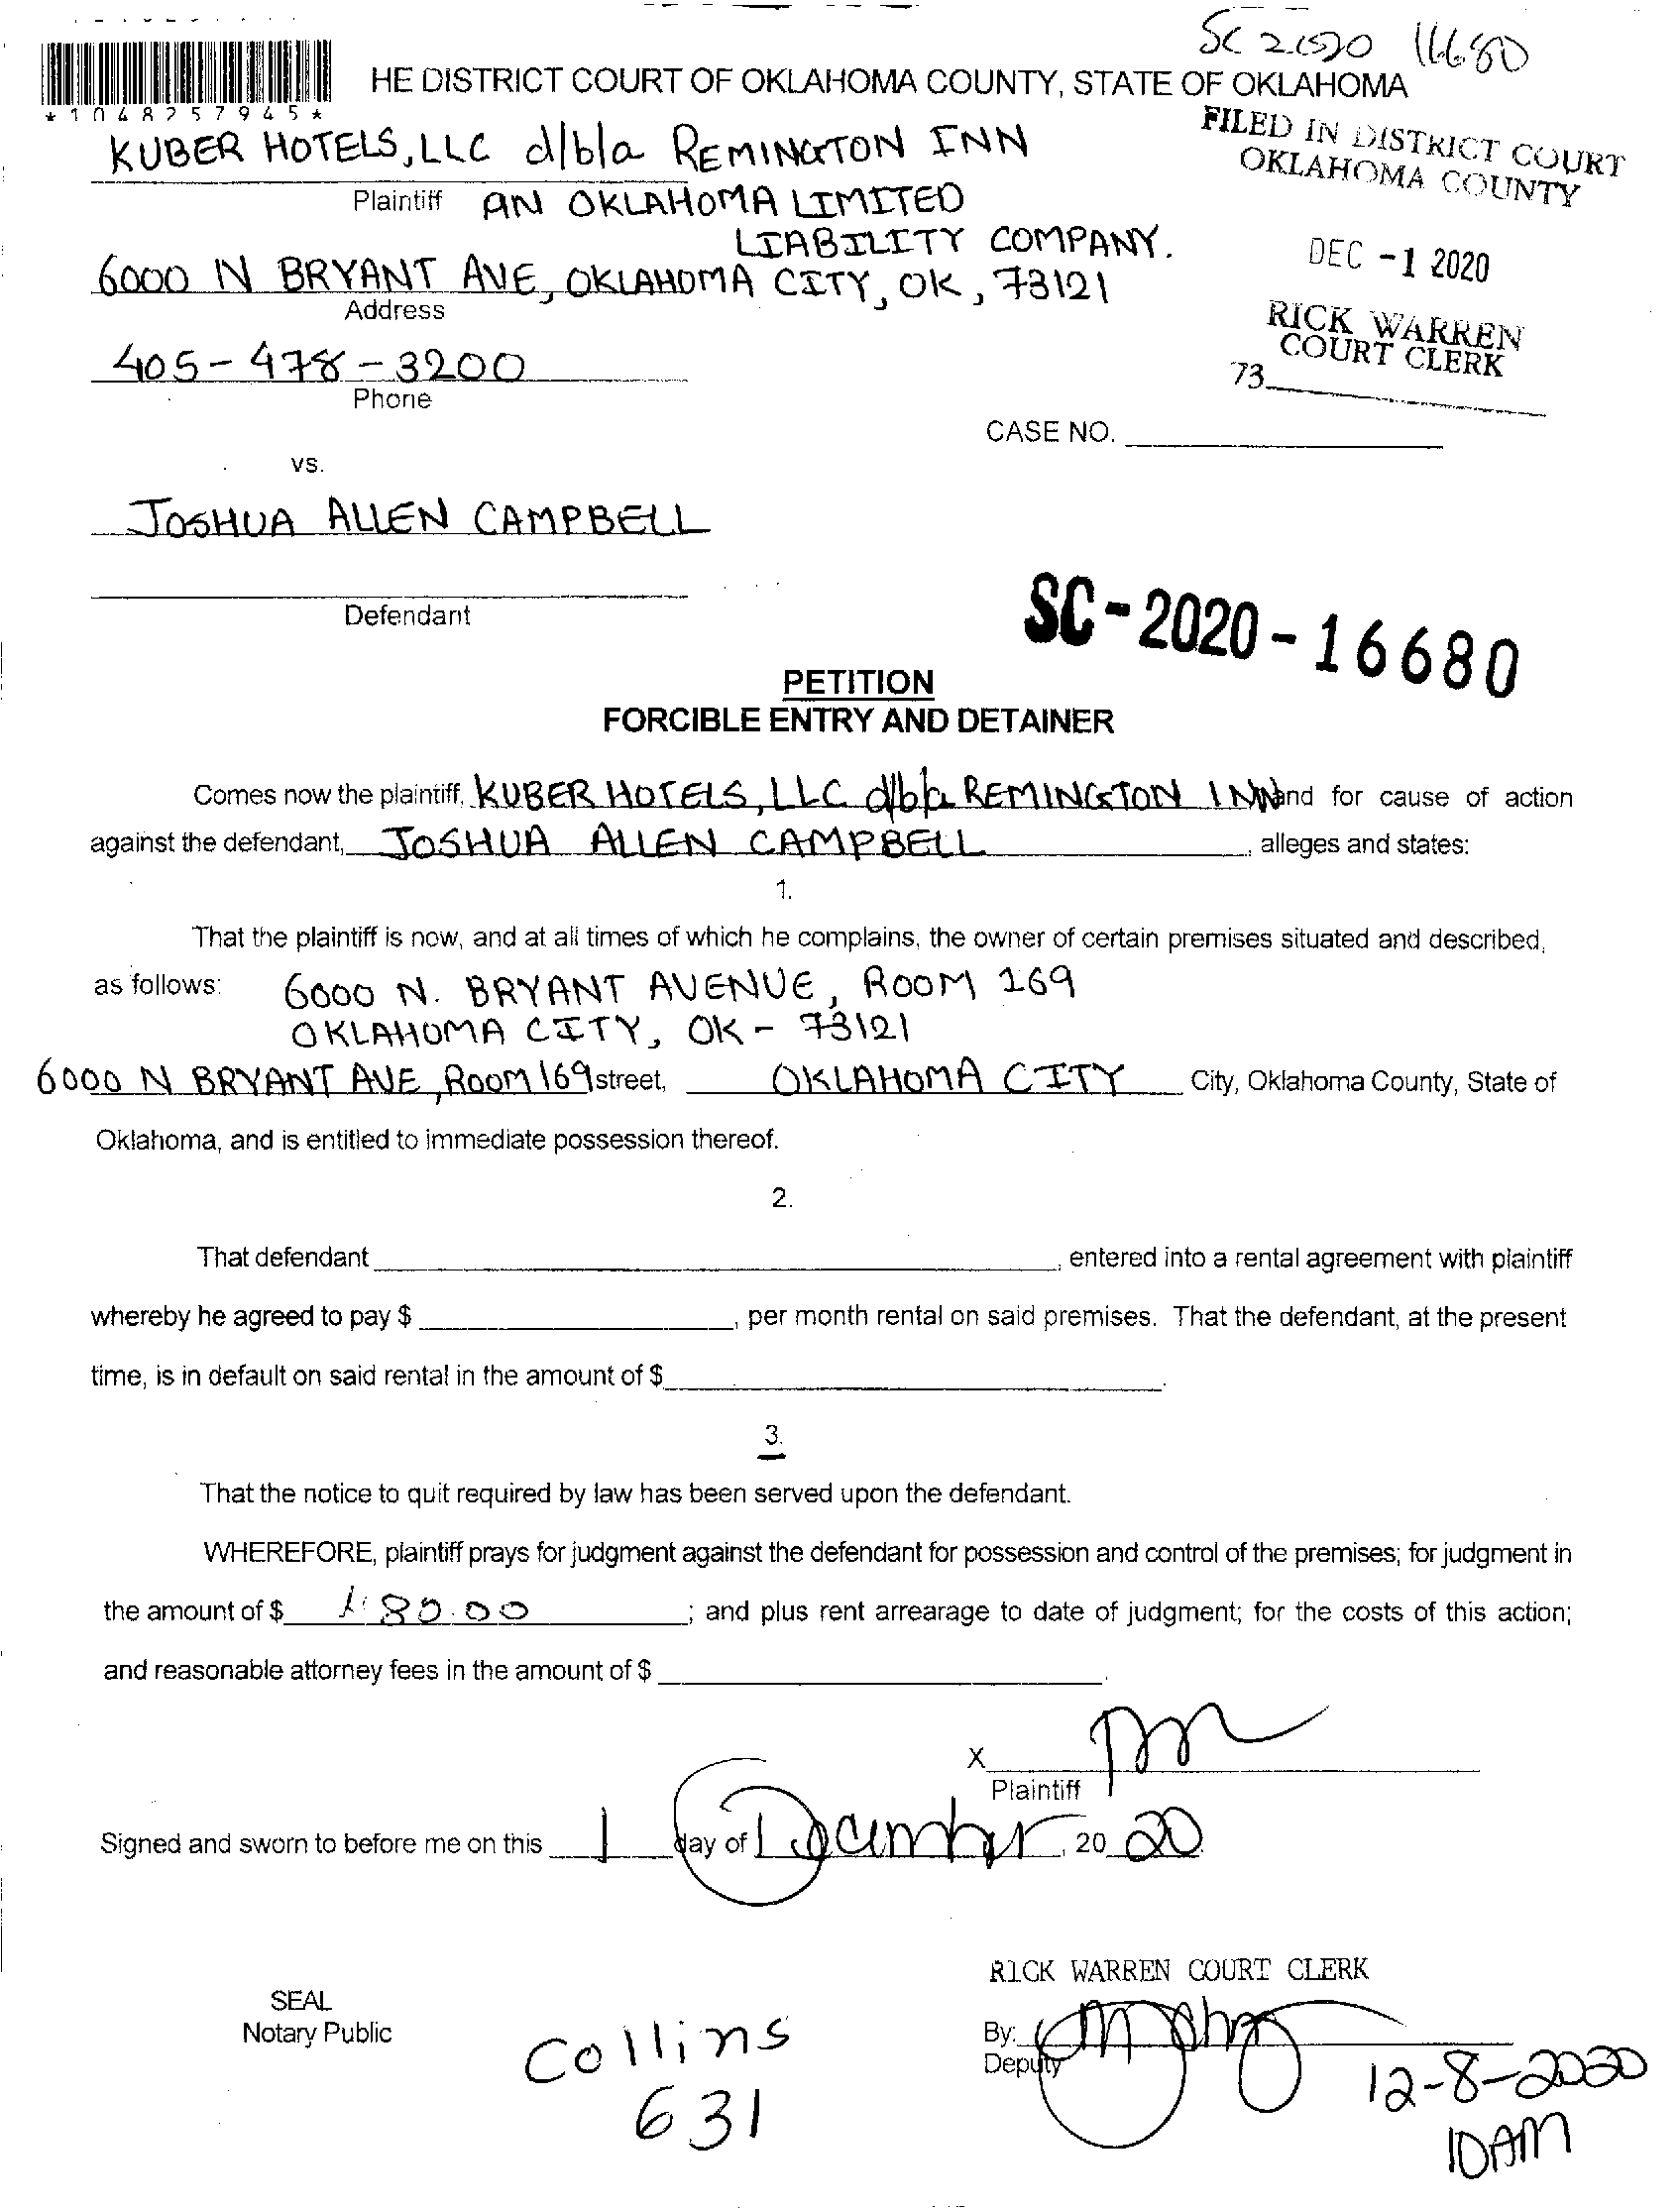 SC 2020 16680
HE DISTRICT COURT OF OKLAHOMA COUNTY, STATE OF OKLAHOMA
*1048257945*
FILED IN DISTRICT COURT
OKLAHOMA COUNTY
KUBER HOTELS, LLC d/b/a REMINGTON INN
Plaintiff AN OKLAHOMA LIMITED
LIABILITY COMPANY.
DEC -1 2020
6000 N BRYANT AVE, OKLAHOMA CITY, OK, 73121
Address
RICK WARREN
COURT CLERK
405-478-3200
73
Phone
CASE NO.
vs.
JOSHUA ALLEN CAMPBELL
Defendant
SC-2020-16680
PETITION
FORCIBLE ENTRY AND DETAINER
Comes now the plaintiff, KUBER HOTELS, LLC d/b/a REMINGTON INN and for cause of action
against the defendant, JOSHUA ALLEN CAMPBELL, alleges and states:
1.
That the plaintiff is now, and at all times of which he complains, the owner of certain premises situated and described,
as follows: 6000 N. BRYANT AVENUE, ROOM 169
OKLAHOMA CITY, OK - 73121
6000 N BRYANT AVE, ROOM 169 street, OKLAHOMA CITY City, Oklahoma County, State of
Oklahoma, and is entitled to immediate possession thereof.
2.
That defendant , entered into a rental agreement with plaintiff
whereby he agreed to pay $ , per month rental on said premises. That the defendant, at the present
time, is in default on said rental in the amount of $ .
3.
That the notice to quit required by law has been served upon the defendant.
WHEREFORE, plaintiff prays for judgment against the defendant for possession and control of the premises; for judgment in
the amount of $ 180.00 ; and plus rent arrearage to date of judgment; for the costs of this action;
and reasonable attorney fees in the amount of $ .
X
Plaintiff
Signed and sworn to before me on this 1 day of December, 20 20.
RICK WARREN COURT CLERK
SEAL
Notary Public
By:
Deputy
Collins
631
12-8-2020
10AM